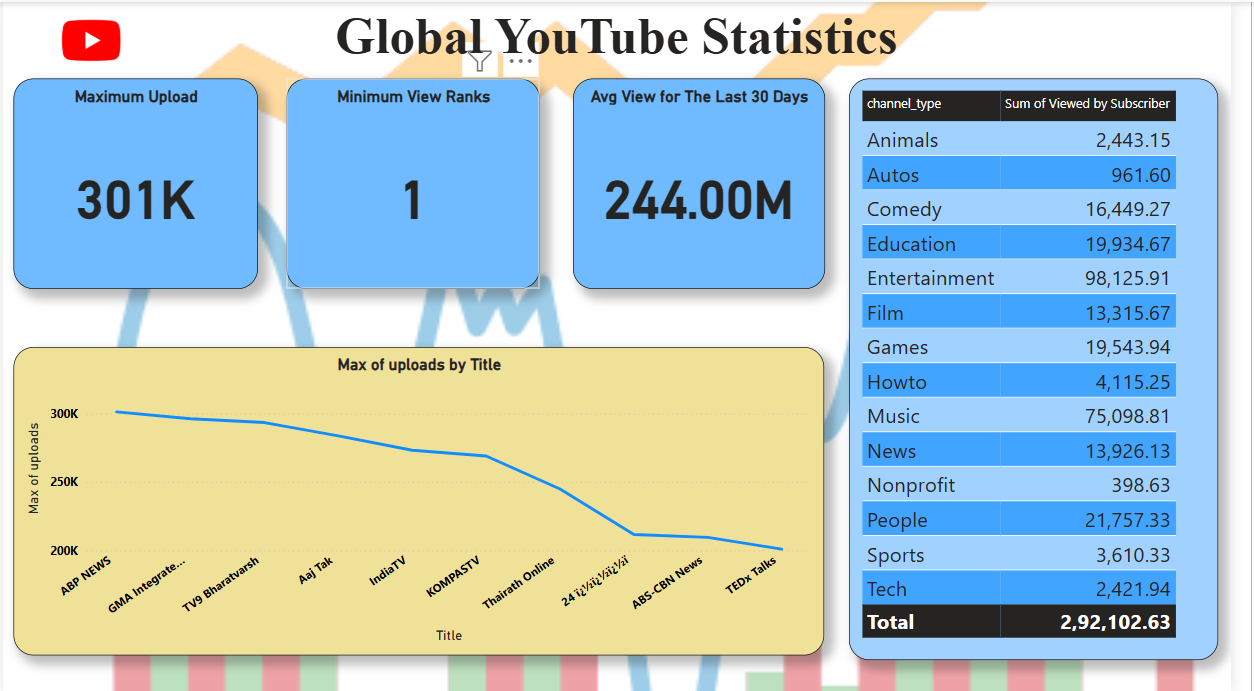 Global YouTube Statistics
Maximum Upload
301K
Minimum View Ranks
1
Avg View for The Last 30 Days
244.00M
Max of uploads by Title
Max of uploads
300K
250K
200K
ABP NEWS
GMA Integrate...
TV9 Bharatvarsh
Aaj Tak
IndiaTV
KOMPASTV
Thairath Online
24 ï¿½ï¿½ï¿½ï
ABS-CBN News
TEDx Talks
Title
channel_type Sum of Viewed by Subscriber
Animals 2,443.15
Autos 961.60
Comedy 16,449.27
Education 19,934.67
Entertainment 98,125.91
Film 13,315.67
Games 19,543.94
Howto 4,115.25
Music 75,098.81
News 13,926.13
Nonprofit 398.63
People 21,757.33
Sports 3,610.33
Tech 2,421.94
Total 2,92,102.63